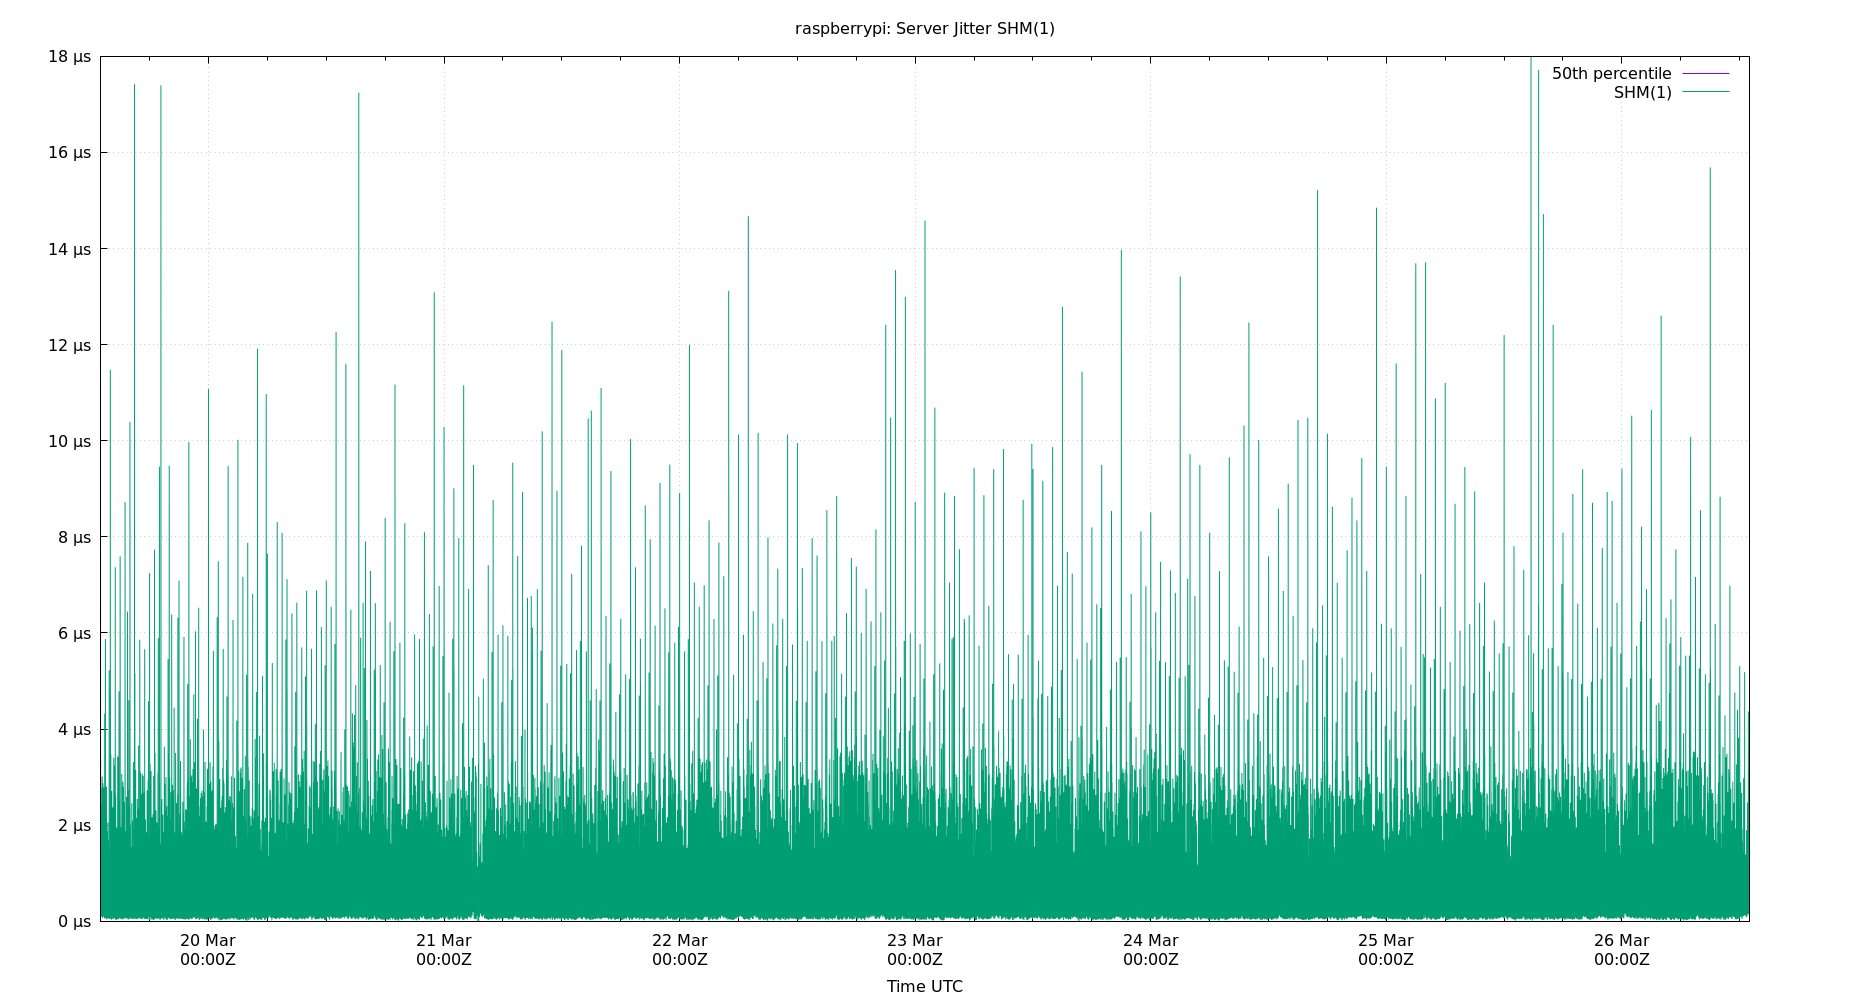 raspberrypi: Server Jitter SHM(1)
18 µs
16 µs
14 µs
12 µs
10 µs
8 µs
6 µs
4 µs
2 µs
0 µs
50th percentile
SHM(1)
20 Mar 21 Mar 22 Mar 23 Mar 24 Mar 25 Mar 26 Mar
00:00Z 00:00Z 00:00Z 00:00Z 00:00Z 00:00Z 00:00Z
Time UTC